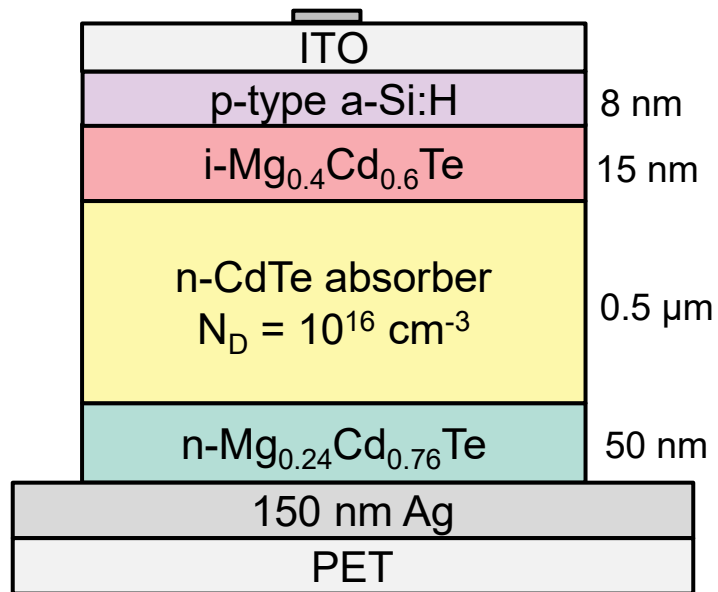 ITO
p-type a-Si:H
8 nm
i-Mg₀.₄Cd₀.₆Te
15 nm
n-CdTe absorber
N_D = 10¹⁶ cm⁻³
0.5 µm
n-Mg₀.₂₄Cd₀.₇₆Te
50 nm
150 nm Ag
PET